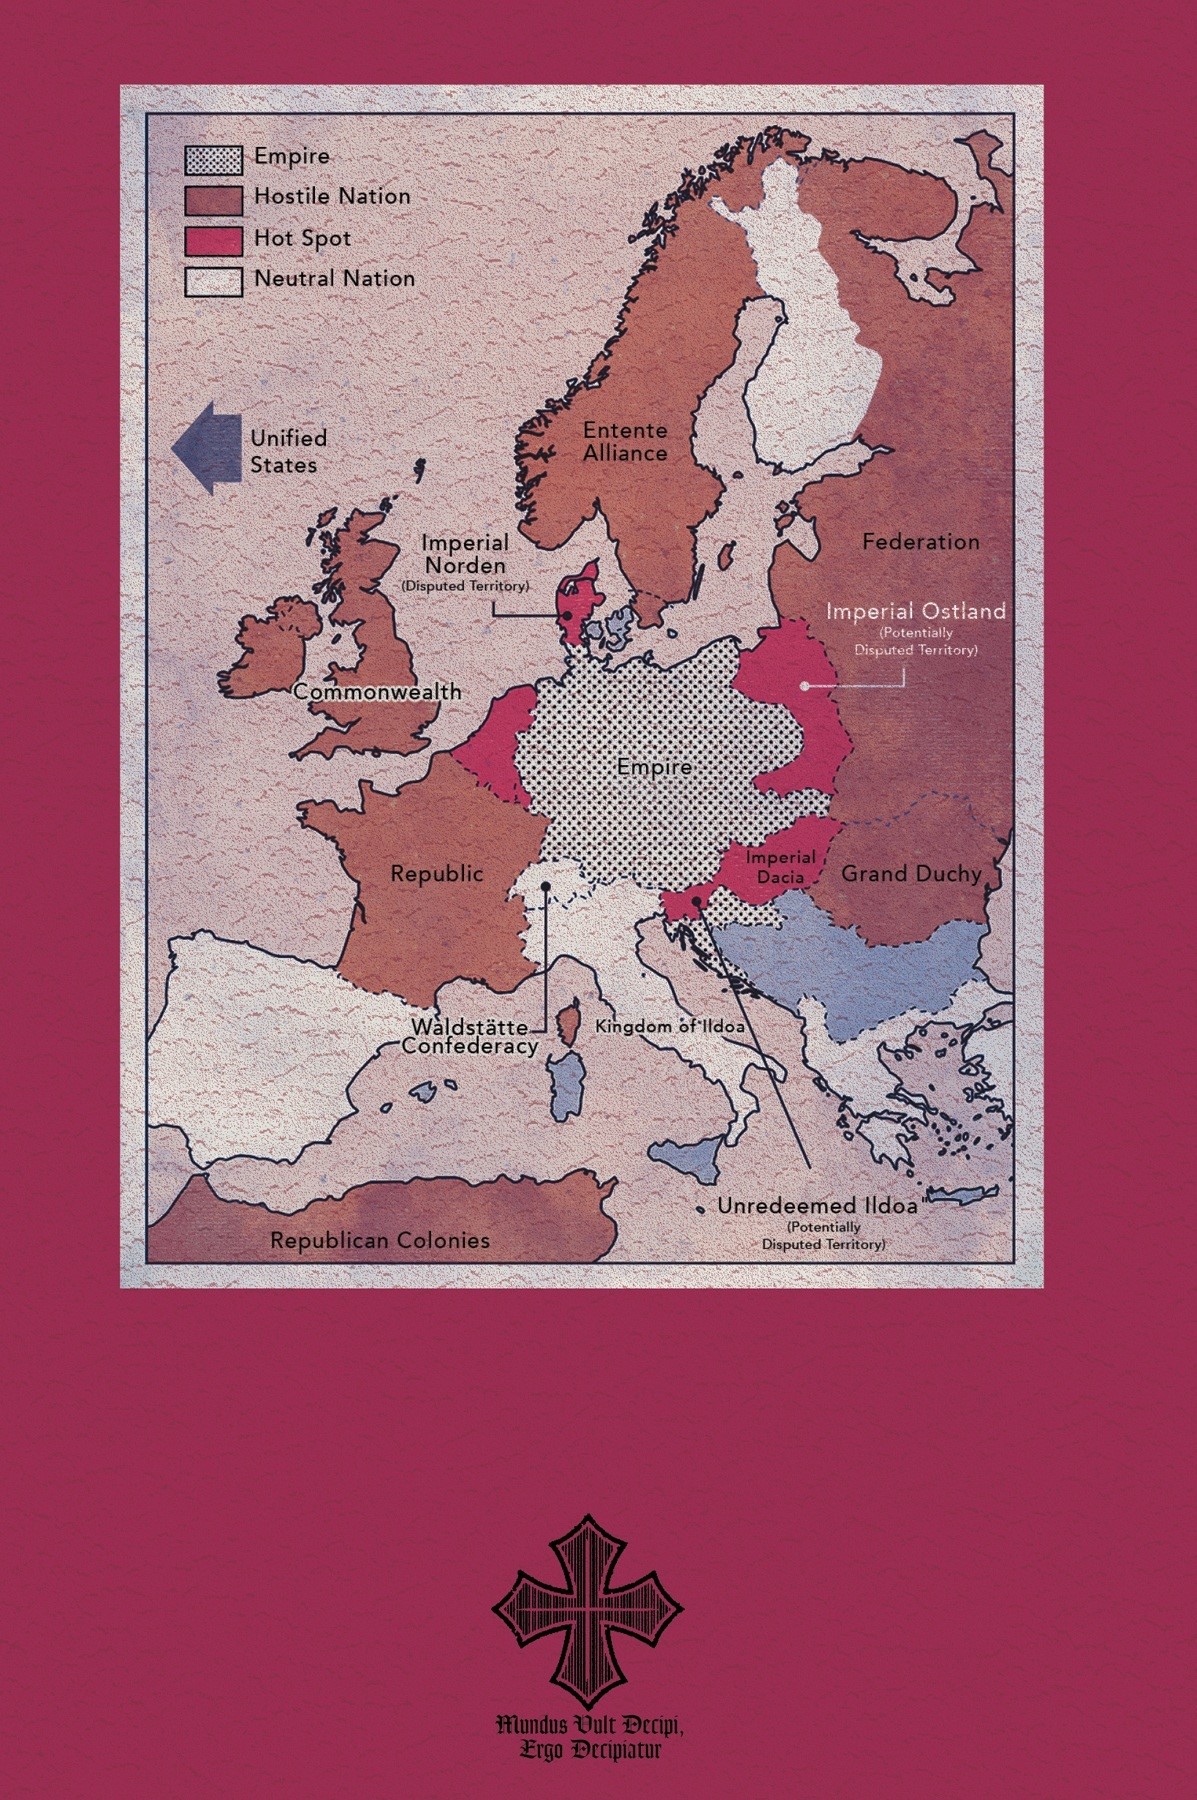 Empire
Hostile Nation
Hot Spot
Neutral Nation
Unified
States
Entente
Alliance
Imperial
Norden
(Disputed Territory)
Federation
Imperial Ostland
(Potentially
Disputed Territory)
Commonwealth
Empire
Republic
Imperial
Dacia
Grand Duchy
Waldstätte
Confederacy
Kingdom of Ildoa
Unredeemed Ildoa"
(Potentially
Disputed Territory)
Republican Colonies
Mundus Vult Decipi,
Ergo Decipiatur